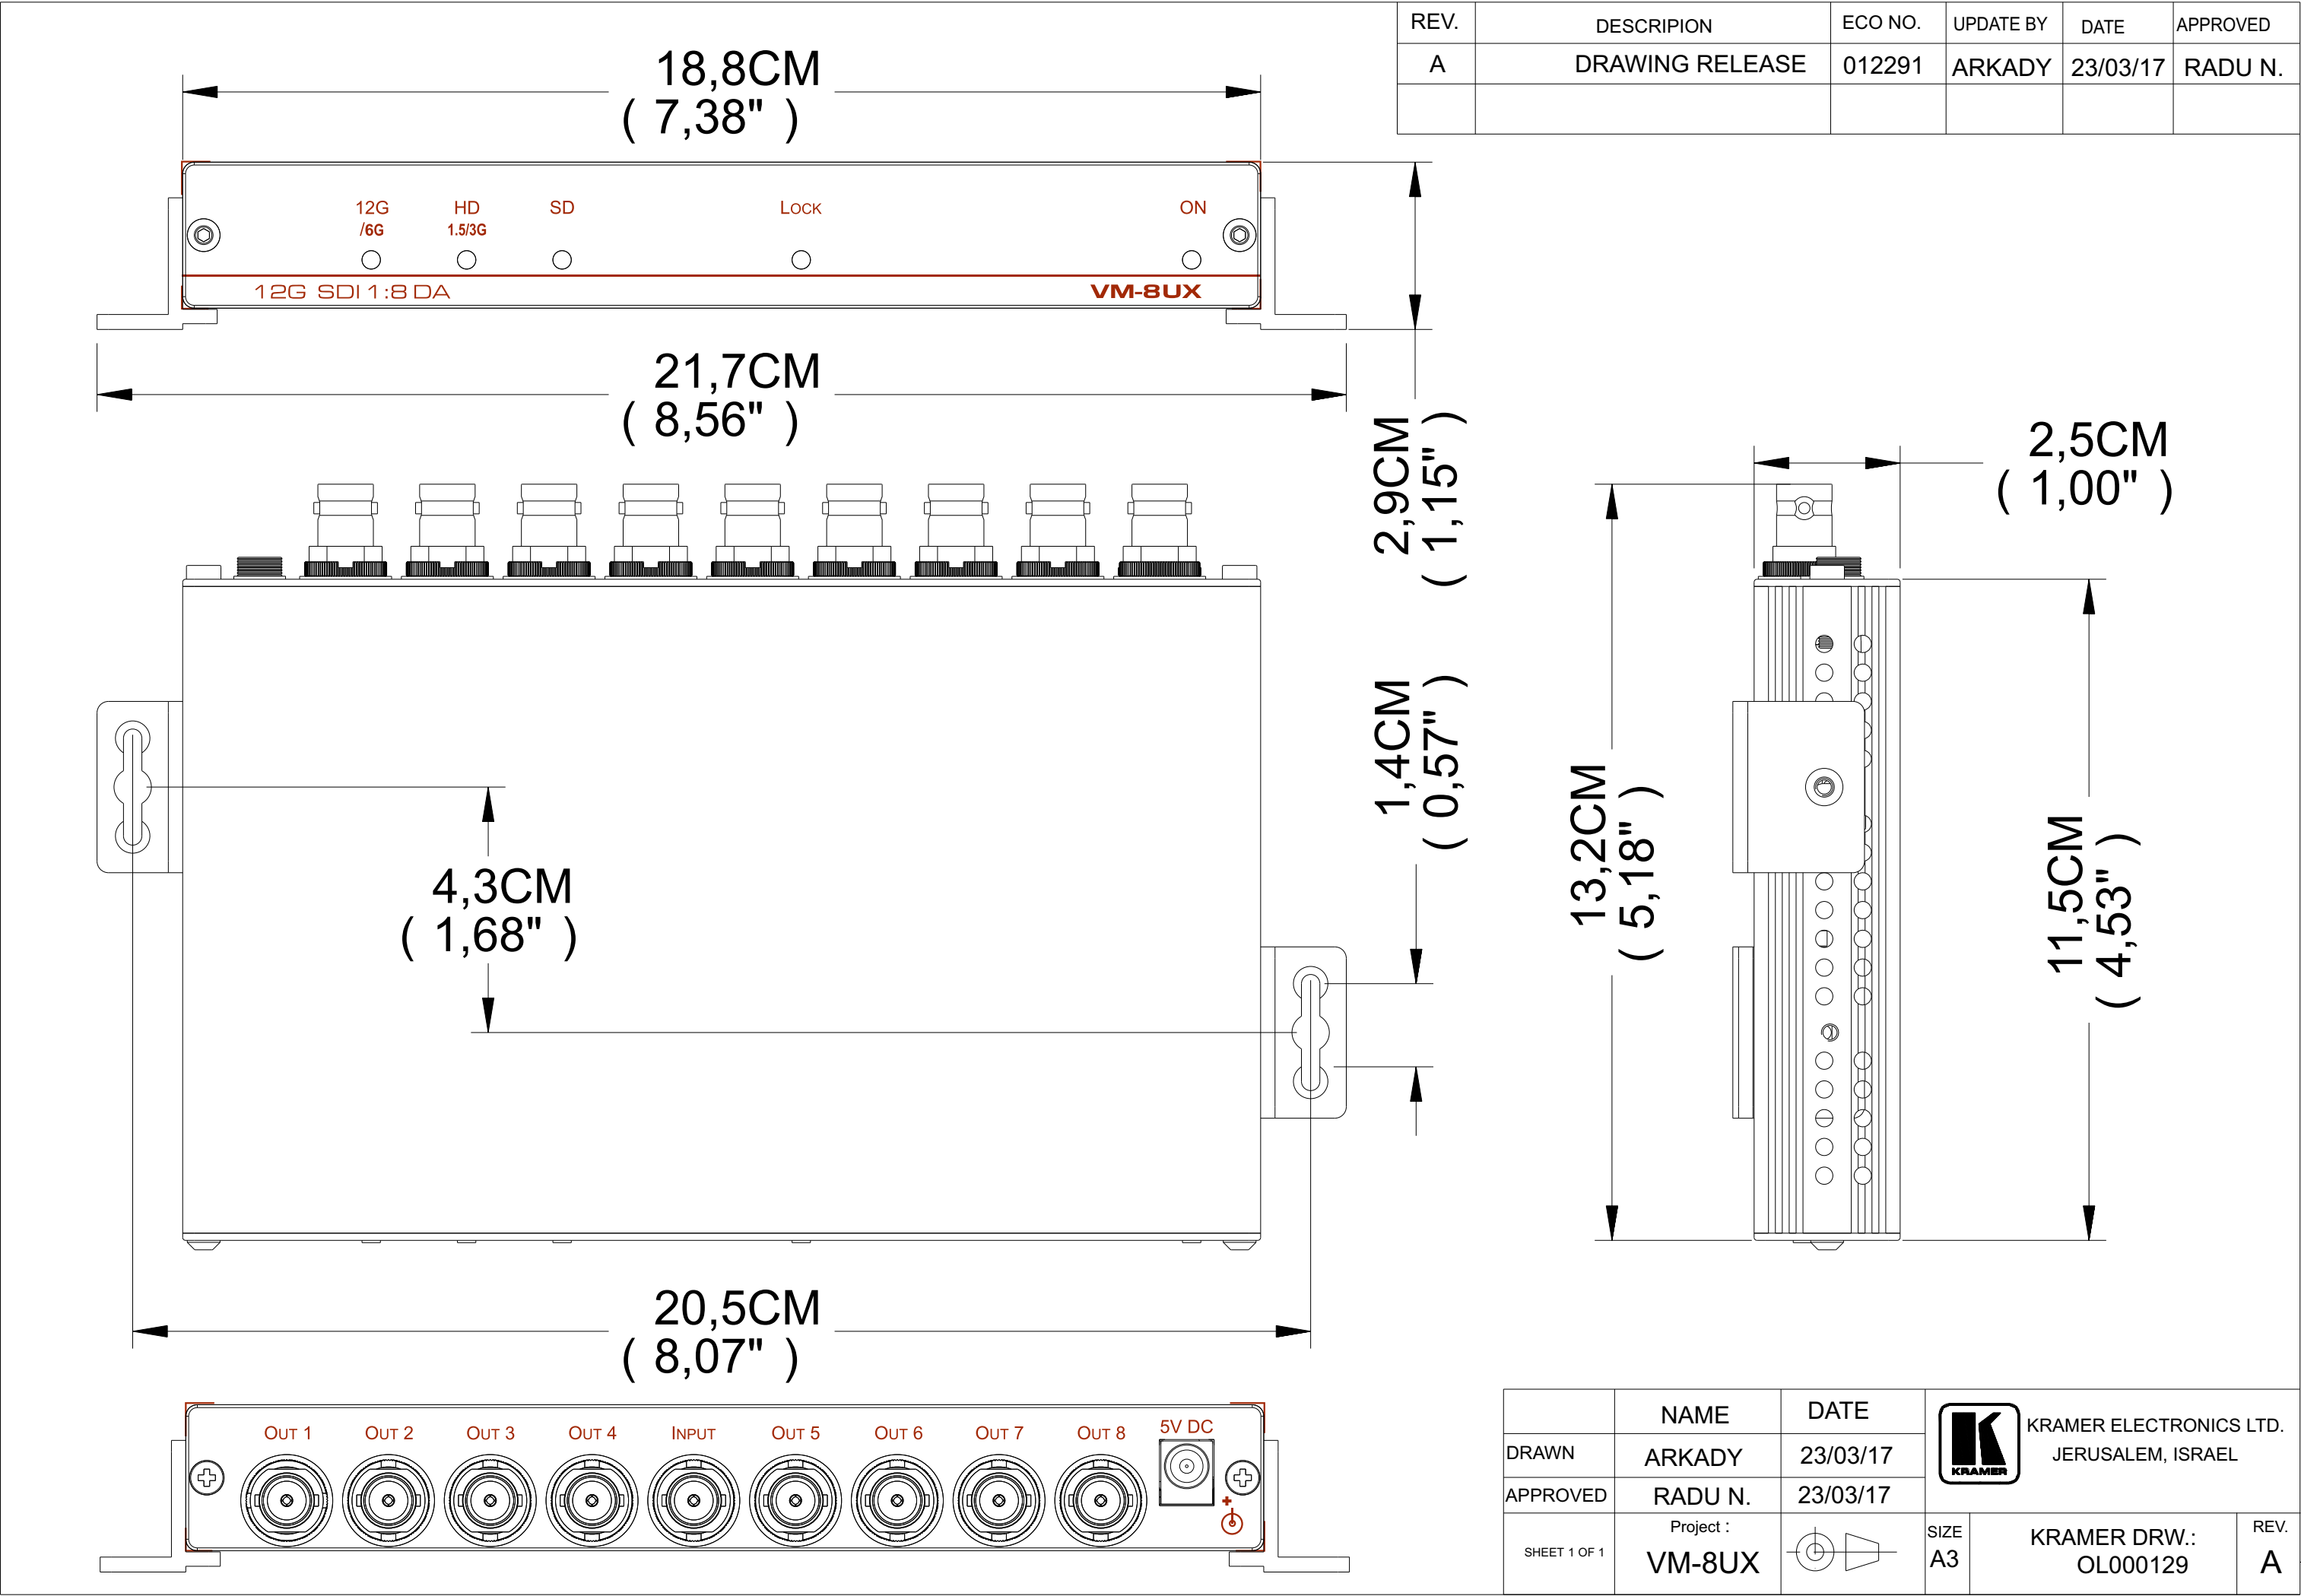 REV. DESCRIPION ECO NO. UPDATE BY DATE APPROVED
A DRAWING RELEASE 012291 ARKADY 23/03/17 RADU N.
18,8CM
( 7,38" )
12G HD SD LOCK ON
/6G 1.5/3G
12G SDI 1:8 DA VM-8UX
21,7CM
( 8,56" )
2,9CM
( 1,15" )
2,5CM
( 1,00" )
1,4CM
( 0,57" )
4,3CM
( 1,68" )
13,2CM
( 5,18" )
11,5CM
( 4,53" )
20,5CM
( 8,07" )
OUT 1 OUT 2 OUT 3 OUT 4 INPUT OUT 5 OUT 6 OUT 7 OUT 8 5V DC
+
NAME DATE
DRAWN ARKADY 23/03/17
APPROVED RADU N. 23/03/17
KRAMER
KRAMER ELECTRONICS LTD.
JERUSALEM, ISRAEL
SHEET 1 OF 1
Project :
VM-8UX
SIZE
A3
KRAMER DRW.:
OL000129
REV.
A